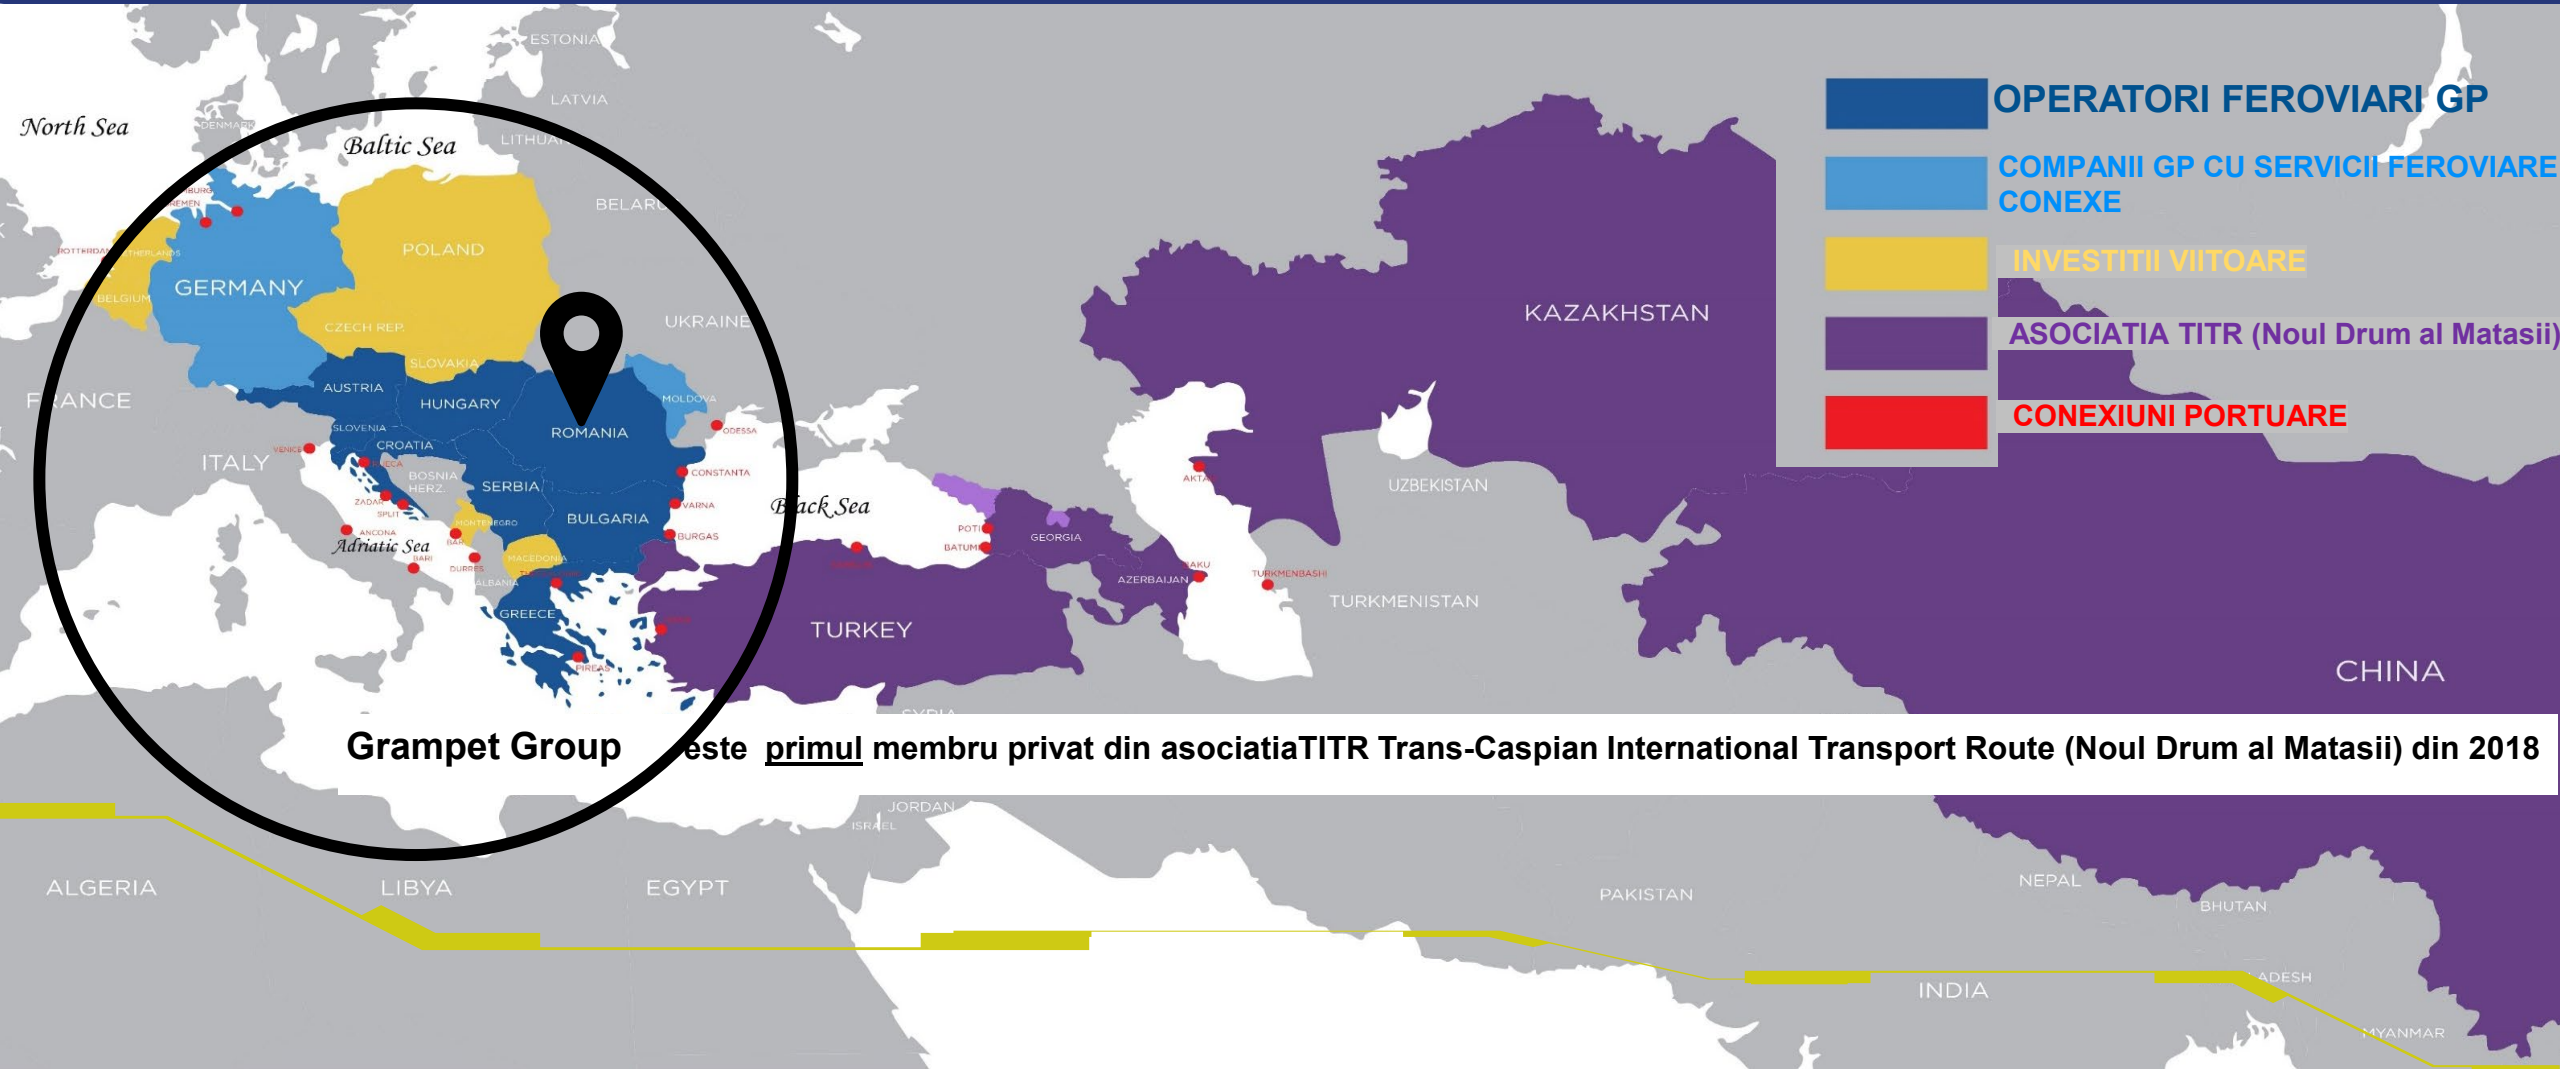 ESTONIA
LATVIA
North Sea
DENMARK
Baltic Sea
POLAND
GERMANY
BELGIUM
CZECH REP.
UKRAINE
SLOVAKIA
FRANCE
AUSTRIA
HUNGARY
MOLDOVA
ROMANIA
ODESSA
SLOVENIA
CROATIA
VENICE
ITALY
BOSNIA
HERZ.
SERBIA
CONSTANTA
ZADAR
SPLIT
VARNA
Black Sea
BULGARIA
MONTENEGRO
ANCONA
BAR
BURGAS
Adriatic Sea
BARI
DURRES
MACEDONIA
ALBANIA
GREECE
PIREAS
TURKEY
POTI
BATUMI
GEORGIA
AZERBAIJAN
BAKU
TURKMENBASHI
KAZAKHSTAN
UZBEKISTAN
TURKMENISTAN
CHINA
OPERATORI FEROVIARI GP
COMPANII GP CU SERVICII FEROVIARE
CONEXE
INVESTITII VIITOARE
ASOCIATIA TITR (Noul Drum al Matasii)
CONEXIUNI PORTUARE
Grampet Group este primul membru privat din asociatiaTITR Trans-Caspian International Transport Route (Noul Drum al Matasii) din 2018
JORDAN
ISRAEL
ALGERIA
LIBYA
EGYPT
PAKISTAN
NEPAL
BHUTAN
INDIA
MYANMAR